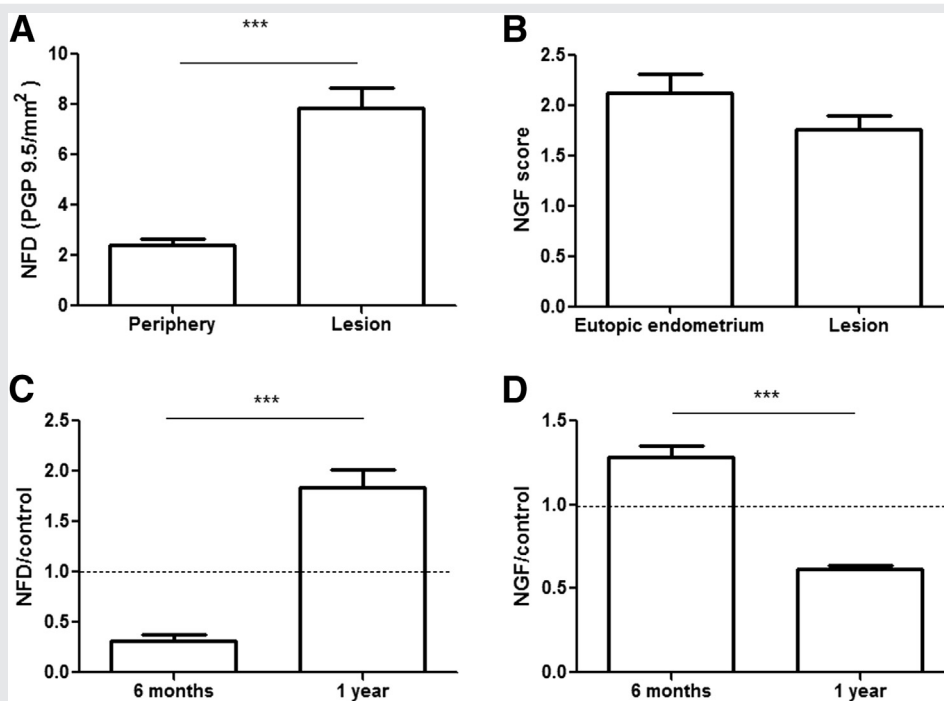 A
***
NFD (PGP 9.5/mm²)
10
8
6
4
2
0
Periphery Lesion
B
NGF score
2.5
2.0
1.5
1.0
0.5
0.0
Eutopic endometrium Lesion
C
***
NFD/control
2.5
2.0
1.5
1.0
0.5
0.0
6 months 1 year
D
***
NGF/control
1.5
1.0
0.5
0.0
6 months 1 year